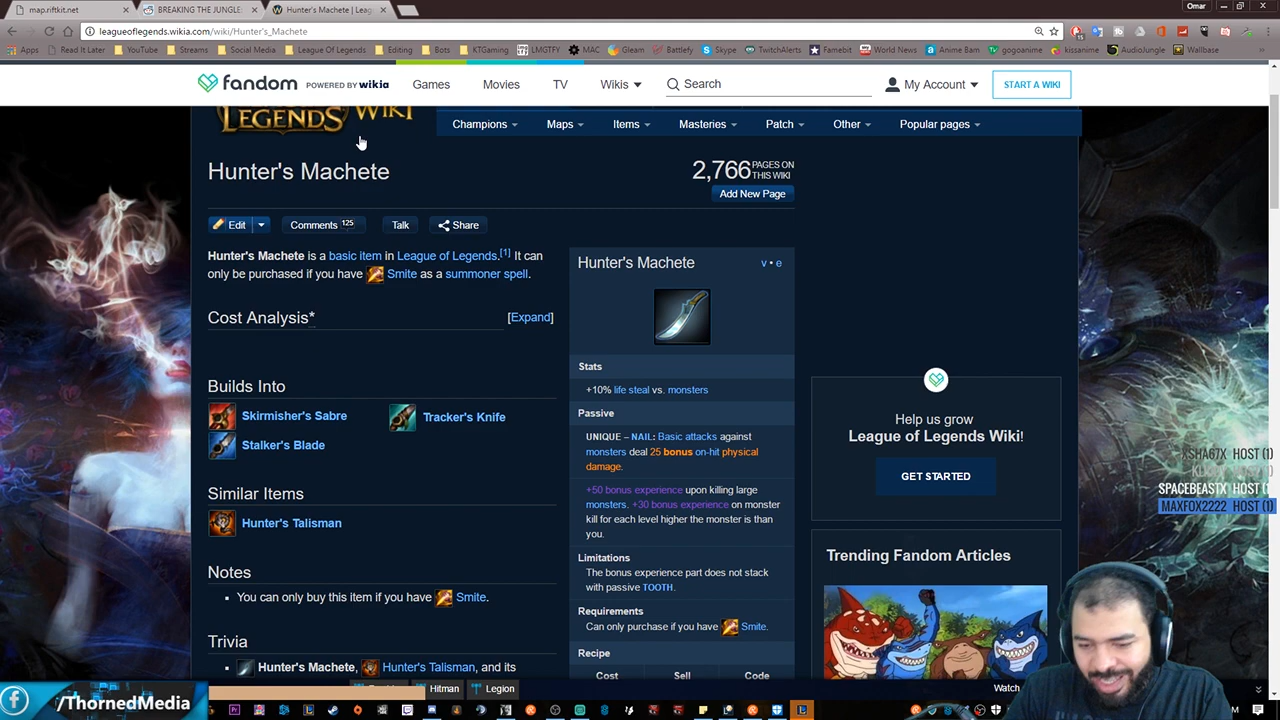 map.riftkit.net
BREAKING THE JUNGLE:
Hunter's Machete | Leag
Omar
leagueoflegends.wikia.com/wiki/Hunter's_Machete
Apps
Read It Later
YouTube
Streams
Social Media
League Of Legends
Editing
Bots
KTGaming
LMGTFY
MAC
Gleam
Battlefy
Skype
TwitchAlerts
Famebit
World News
Anime Bam
gogoanime
kissanime
AudioJungle
Wallbase
fandom POWERED BY wikia
Games
Movies
TV
Wikis
Search
My Account
START A WIKI
LEGENDS WIKI
Champions
Maps
Items
Masteries
Patch
Other
Popular pages
Hunter's Machete
2,766 PAGES ON THIS WIKI
Add New Page
Edit
Comments 125
Talk
Share
Hunter's Machete is a basic item in League of Legends.[1] It can
only be purchased if you have Smite as a summoner spell.
Cost Analysis*
[Expand]
Builds Into
Skirmisher's Sabre
Tracker's Knife
Stalker's Blade
Similar Items
Hunter's Talisman
Notes
You can only buy this item if you have Smite.
Trivia
Hunter's Machete, Hunter's Talisman, and its
Hunter's Machete
v • e
Stats
+10% life steal vs. monsters
Passive
UNIQUE – NAIL: Basic attacks against
monsters deal 25 bonus on-hit physical
damage.
+50 bonus experience upon killing large
monsters. +30 bonus experience on monster
kill for each level higher the monster is than
you.
Limitations
The bonus experience part does not stack
with passive TOOTH.
Requirements
Can only purchase if you have Smite.
Recipe
Cost
Sell
Code
Help us grow
League of Legends Wiki!
GET STARTED
XSHA67X HOST (1)
SPACEBEASTX HOST (1
MAXFOX2222 HOST (1)
Trending Fandom Articles
Watch
Hitman
Legion
/ThornedMedia